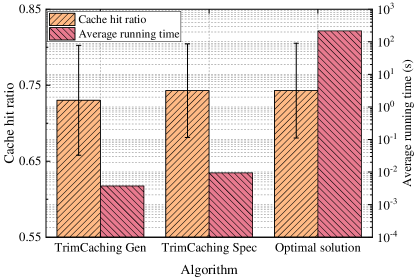 Cache hit ratio
Average running time
0.85
0.75
0.65
0.55
Cache hit ratio
10^3
10^2
10^1
10^0
10^-1
10^-2
10^-3
10^-4
Average running time (s)
TrimCaching Gen
TrimCaching Spec
Optimal solution
Algorithm